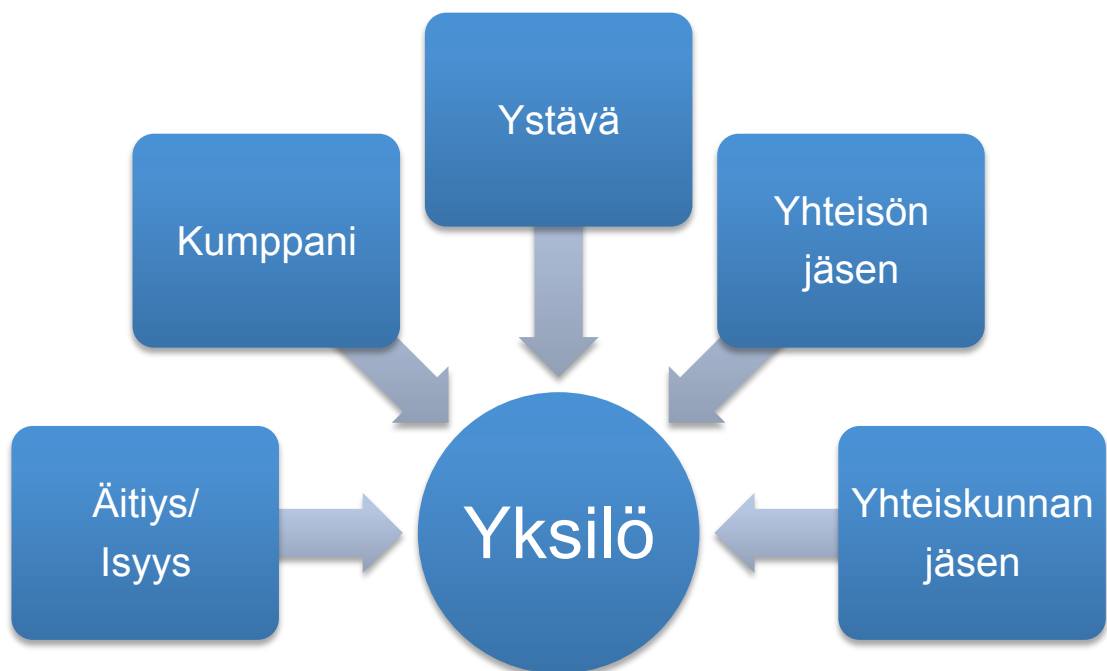 Ystävä
Kumppani
Yhteisön
jäsen
Äitiys/
Isyys
Yksilö
Yhteiskunnan
jäsen